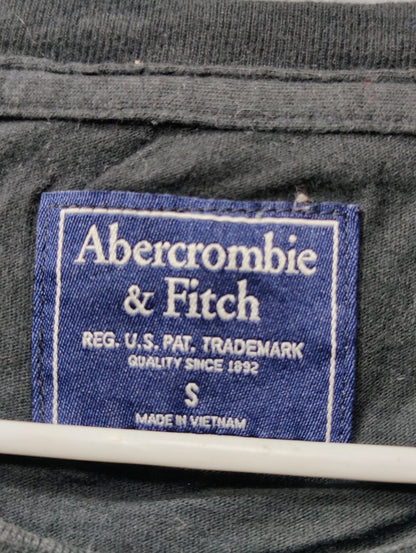 Abercrombie
& Fitch
REG. U.S. PAT. TRADEMARK
QUALITY SINCE 1892
S
MADE IN VIETNAM